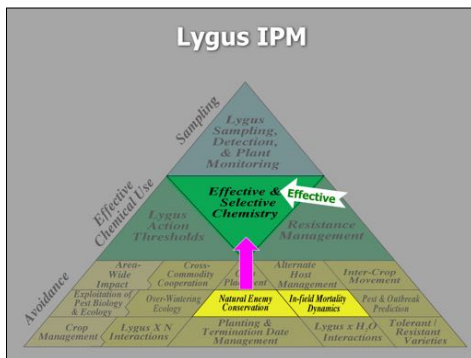 Lygus IPM
Sampling
Lygus
Sampling,
Detection,
& Plant
Monitoring
Effective
Chemical Use
Effective &
Selective
Chemistry
Effective
Lygus
Action
Thresholds
Resistance
Management
Avoidance
Area-
Wide
Impact
Cross-
Commodity
Cooperation
Alternate
Host
Management
Inter-Crop
Movement
Exploitation of
Pest Biology
& Ecology
Over-Wintering
Ecology
Natural Enemy
Conservation
In-field Mortality
Dynamics
Pest & Outbreak
Prediction
Crop
Management
Lygus X N
Interactions
Planting &
Termination Date
Management
Lygus x H2O
Interactions
Tolerant /
Resistant
Varieties